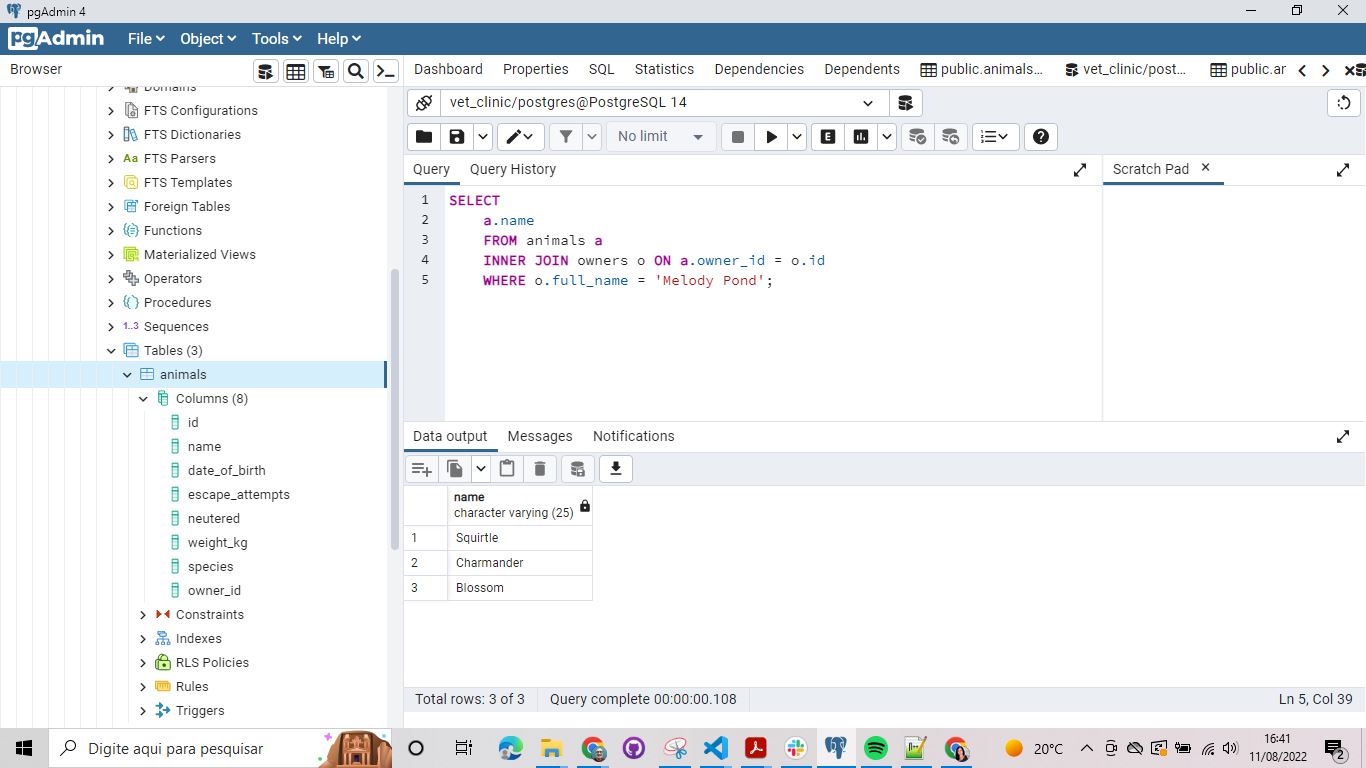 pgAdmin 4
pgAdmin File Object Tools Help
Browser
Dashboard Properties SQL Statistics Dependencies Dependents public.animals... vet_clinic/post... public.ar
Domains
FTS Configurations
FTS Dictionaries
Aa FTS Parsers
FTS Templates
Foreign Tables
Functions
Materialized Views
Operators
Procedures
1..3 Sequences
Tables (3)
animals
Columns (8)
id
name
date_of_birth
escape_attempts
neutered
weight_kg
species
owner_id
Constraints
Indexes
RLS Policies
Rules
Triggers
vet_clinic/postgres@PostgreSQL 14
No limit
E
Query Query History
Scratch Pad
1 SELECT
2 a.name
3 FROM animals a
4 INNER JOIN owners o ON a.owner_id = o.id
5 WHERE o.full_name = 'Melody Pond';
Data output Messages Notifications
name
character varying (25)
1 Squirtle
2 Charmander
3 Blossom
Total rows: 3 of 3 Query complete 00:00:00.108 Ln 5, Col 39
Digite aqui para pesquisar
20°C
16:41
11/08/2022
2